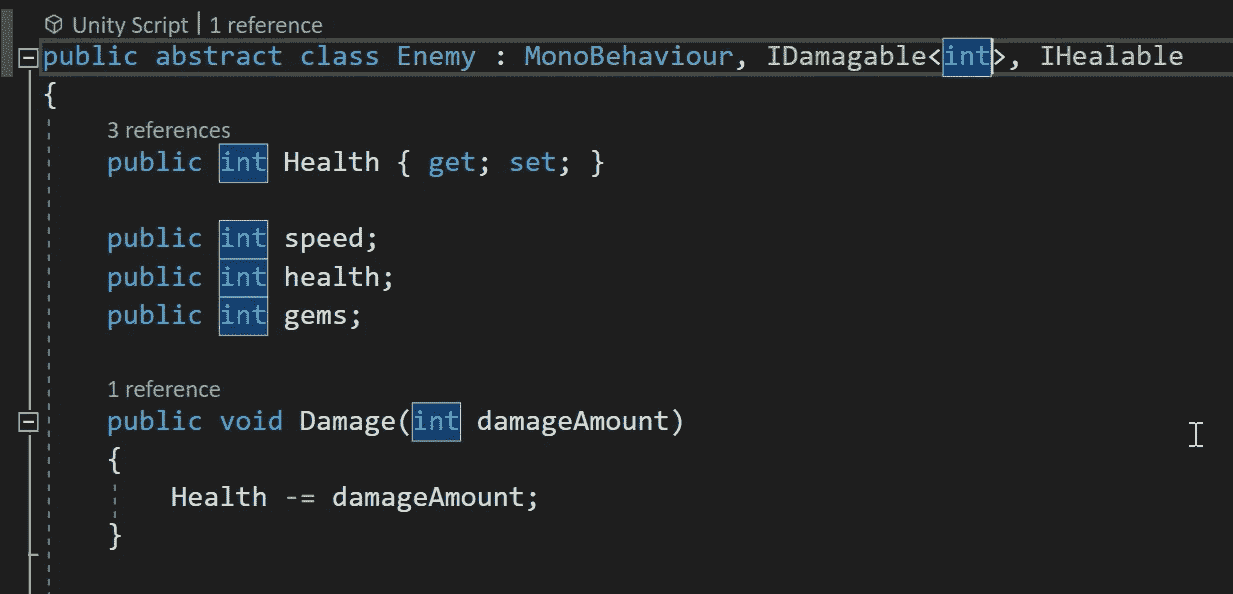 Unity Script | 1 reference
public abstract class Enemy : MonoBehaviour, IDamagable<int>, IHealable
{
3 references
public int Health { get; set; }
public int speed;
public int health;
public int gems;
1 reference
public void Damage(int damageAmount)
{
Health -= damageAmount;
}